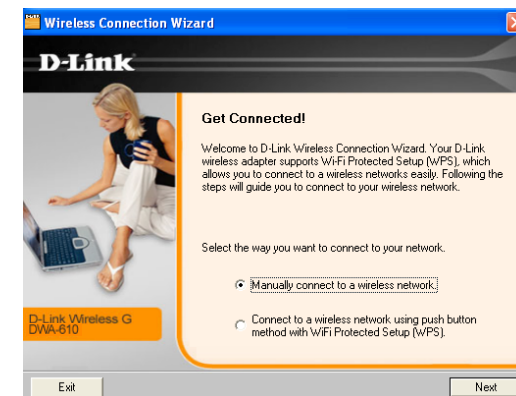 Wireless Connection Wizard
D-Link
Get Connected!
Welcome to D-Link Wireless Connection Wizard. Your D-Link
wireless adapter supports Wi-Fi Protected Setup (WPS), which
allows you to connect to a wireless networks easily. Following the
steps will guide you to connect to your wireless network.
Select the way you want to connect to your network.
Manually connect to a wireless network.
Connect to a wireless network using push button
method with WiFi Protected Setup (WPS).
D-Link Wireless G
DWA-610
Exit
Next